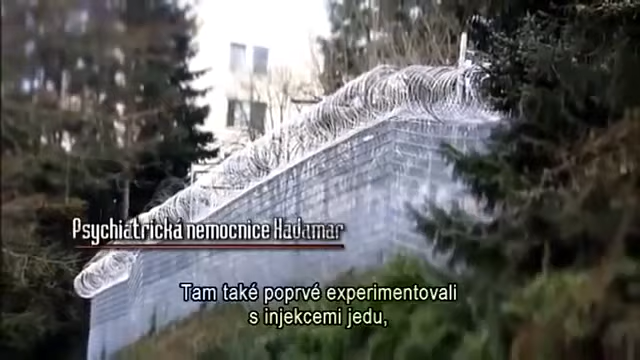 Psychiatrická nemocnice Hadamar
Tam také poprvé experimentovali
s injekcemi jedu,